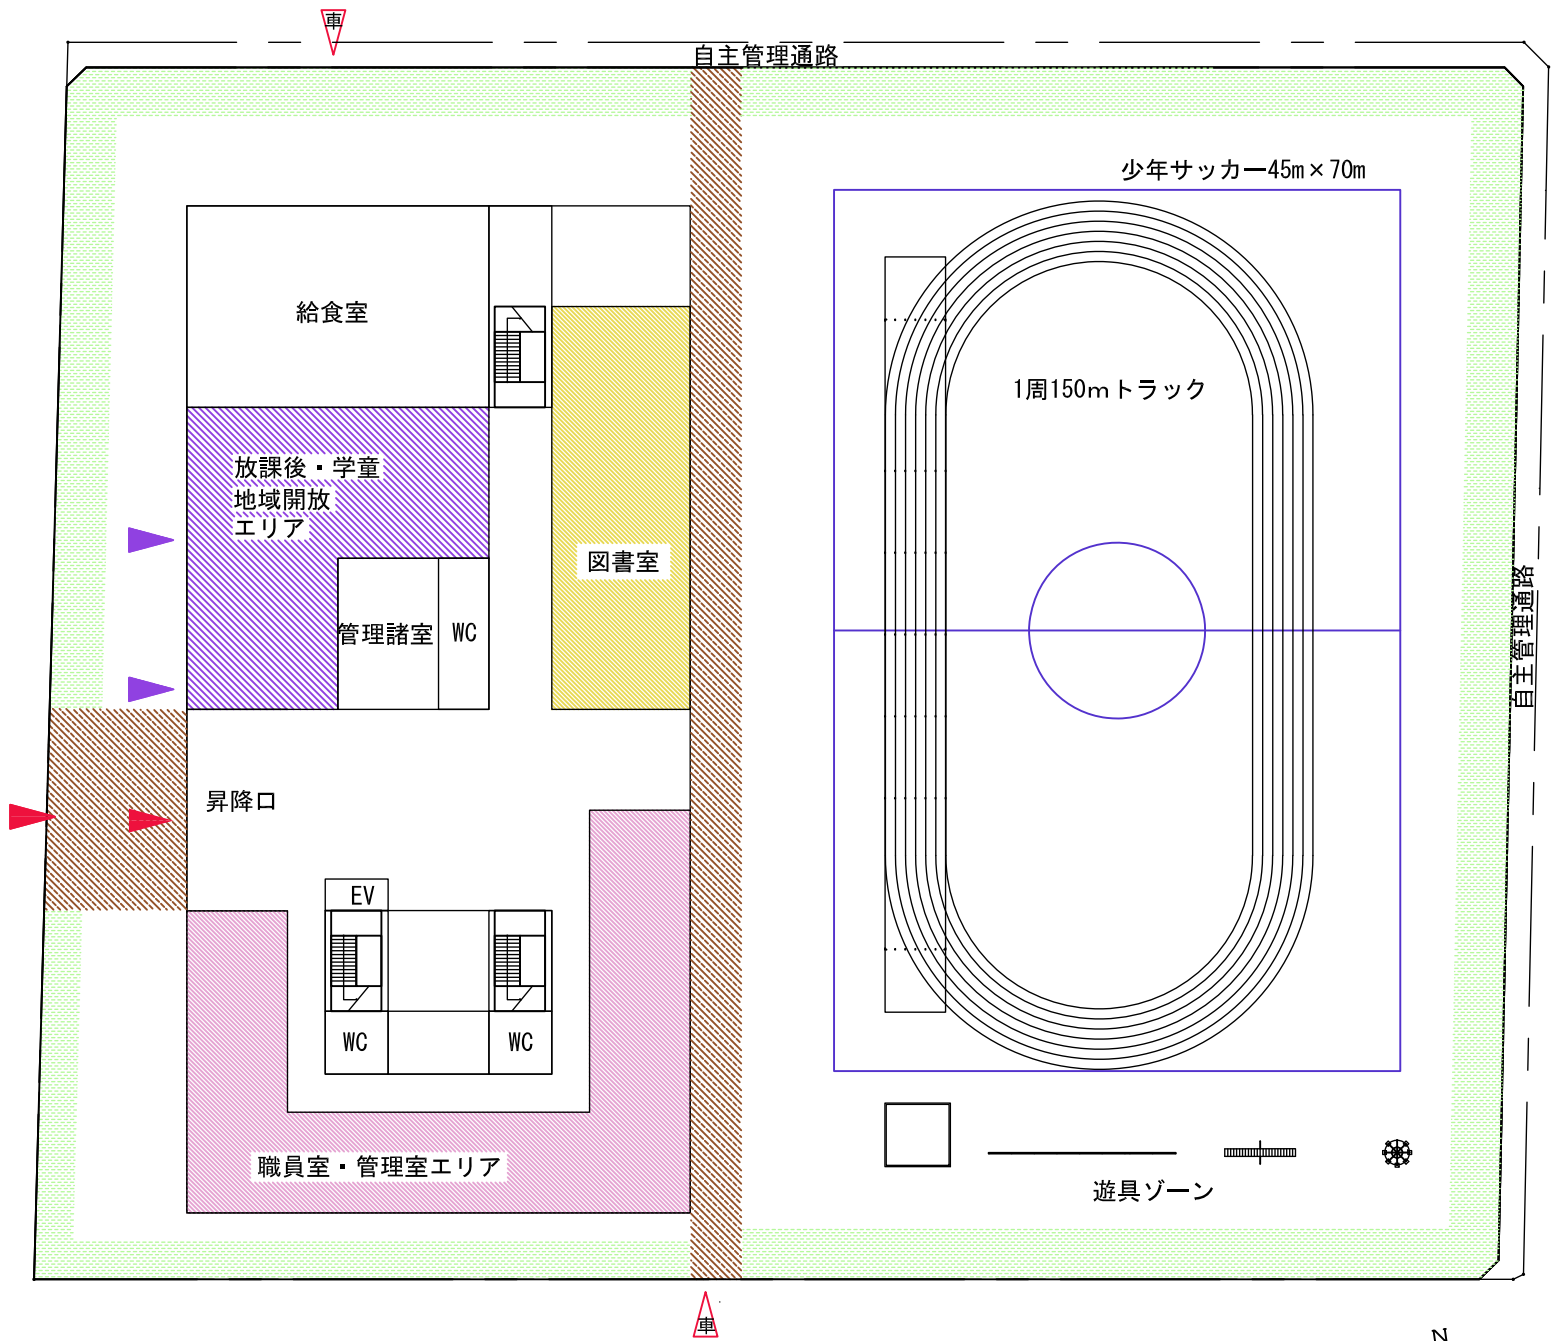 車
自主管理通路
少年サッカー45m×70m
給食室
1周150mトラック
放課後・学童
地域開放
エリア
図書室
管理諸室
WC
自主管理通路
昇降口
EV
WC
WC
職員室・管理室エリア
遊具ゾーン
車
N